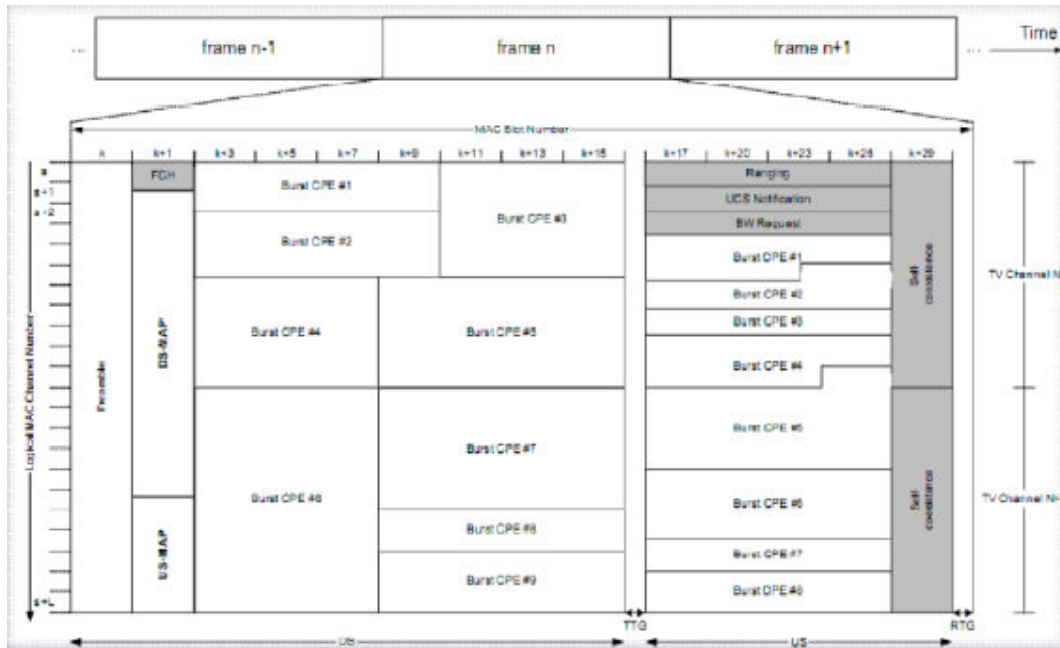 ... frame n-1 frame n frame n+1 ... Time
MAC Slot Number
k k+1 k+3 k+5 k+7 k+9 k+11 k+13 k+15 k+17 k+20 k+23 k+26 k+29
s
s+1
s+2
s+L
Logical MAC Channel Number
Preamble
FCH
DS-MAP
US-MAP
Burst CPE #1
Burst CPE #2
Burst CPE #3
Burst CPE #4
Burst CPE #5
Burst CPE #6
Burst CPE #7
Burst CPE #8
Burst CPE #9
Ranging
UCS Notification
BW Request
Burst CPE #1
Burst CPE #2
Burst CPE #3
Burst CPE #4
Burst CPE #5
Burst CPE #6
Burst CPE #7
Burst CPE #8
Self-
coexistence
Self-
coexistence
TV Channel N
TV Channel N+
TTG
RTG
DS
US